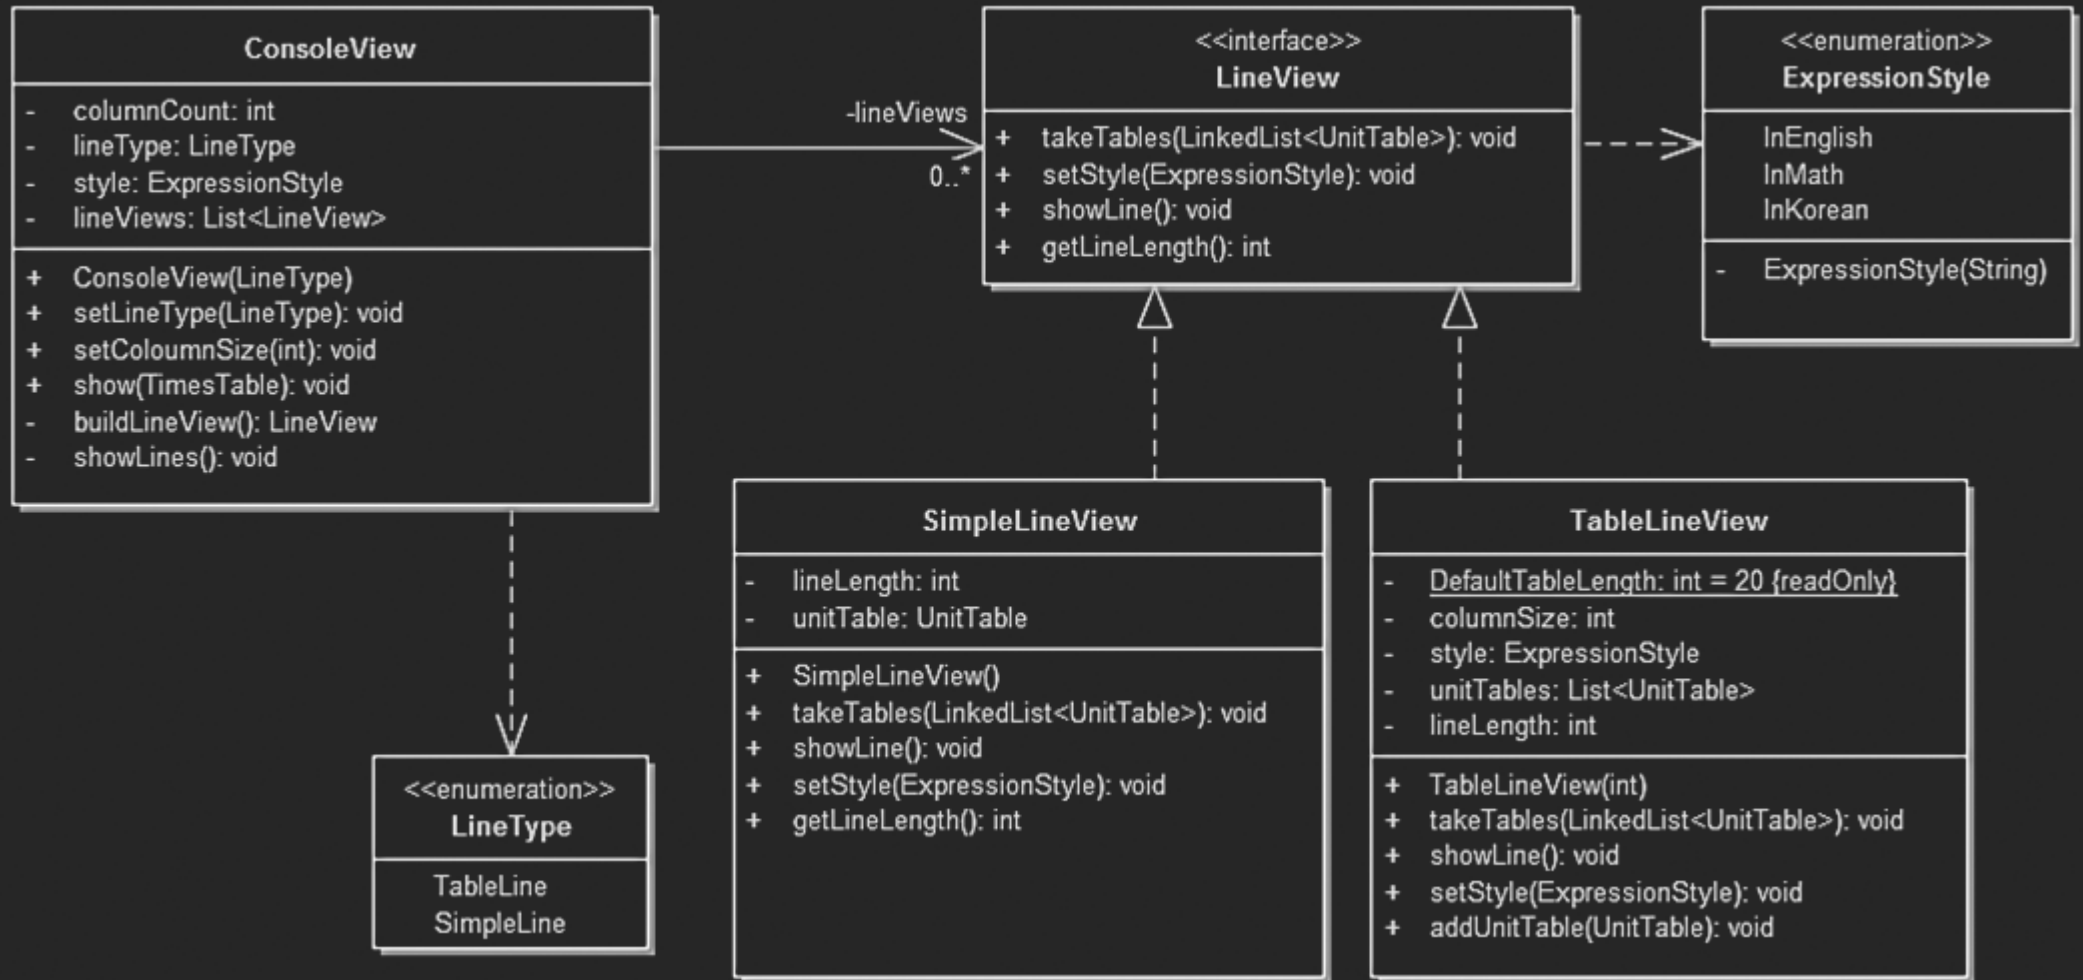 ConsoleView
- columnCount: int
- lineType: LineType
- style: ExpressionStyle
- lineViews: List<LineView>
+ ConsoleView(LineType)
+ setLineType(LineType): void
+ setColoumnSize(int): void
+ show(TimesTable): void
- buildLineView(): LineView
- showLines(): void
-lineViews
0..*
<<interface>>
LineView
+ takeTables(LinkedList<UnitTable>): void
+ setStyle(ExpressionStyle): void
+ showLine(): void
+ getLineLength(): int
<<enumeration>>
ExpressionStyle
InEnglish
InMath
InKorean
- ExpressionStyle(String)
<<enumeration>>
LineType
TableLine
SimpleLine
SimpleLineView
- lineLength: int
- unitTable: UnitTable
+ SimpleLineView()
+ takeTables(LinkedList<UnitTable>): void
+ showLine(): void
+ setStyle(ExpressionStyle): void
+ getLineLength(): int
TableLineView
- DefaultTableLength: int = 20 {readOnly}
- columnSize: int
- style: ExpressionStyle
- unitTables: List<UnitTable>
- lineLength: int
+ TableLineView(int)
+ takeTables(LinkedList<UnitTable>): void
+ showLine(): void
+ setStyle(ExpressionStyle): void
+ addUnitTable(UnitTable): void